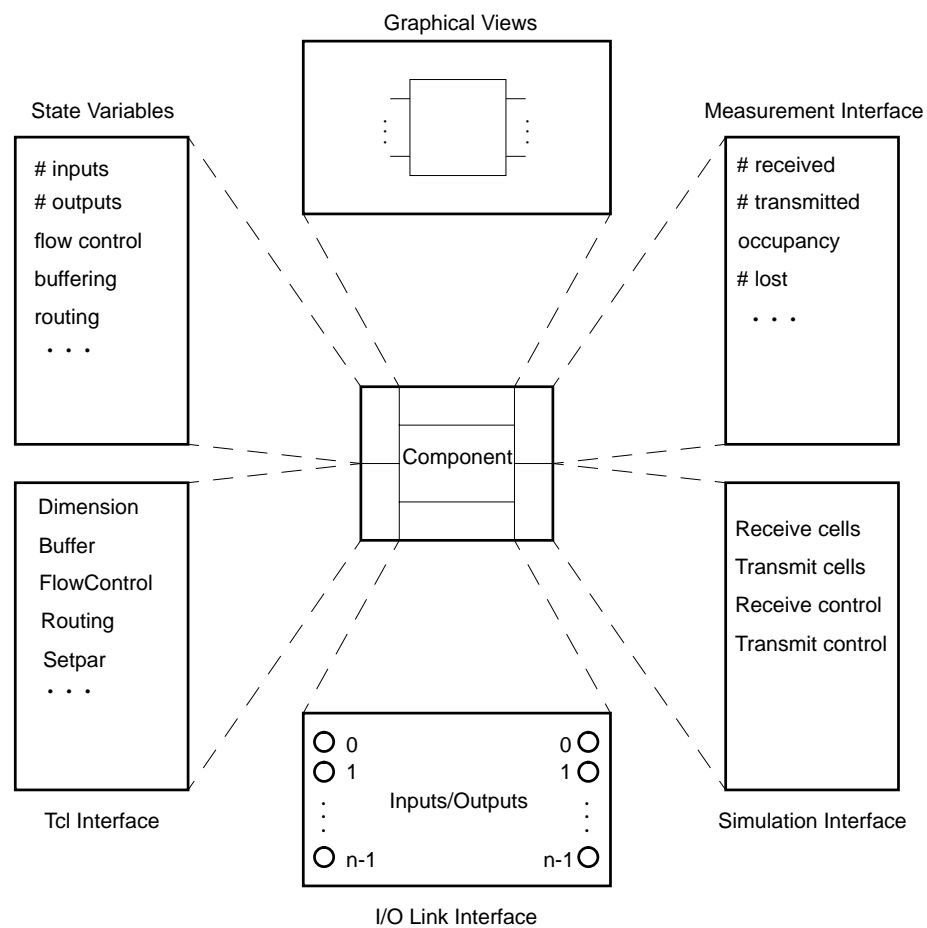 Graphical Views
State Variables
# inputs
# outputs
flow control
buffering
routing
. . .
Measurement Interface
# received
# transmitted
occupancy
# lost
. . .
Component
Dimension
Buffer
FlowControl
Routing
Setpar
. . .
Tcl Interface
Receive cells
Transmit cells
Receive control
Transmit control
Simulation Interface
0 0
1 1
Inputs/Outputs
n-1 n-1
I/O Link Interface